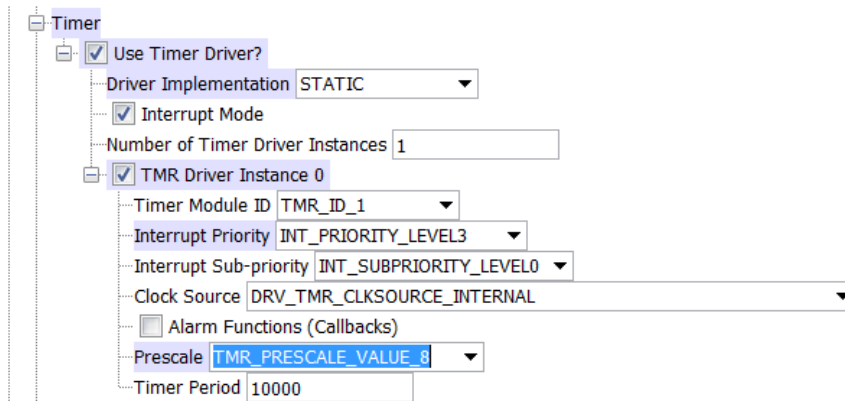 Timer
Use Timer Driver?
Driver Implementation STATIC
Interrupt Mode
Number of Timer Driver Instances 1
TMR Driver Instance 0
Timer Module ID TMR_ID_1
Interrupt Priority INT_PRIORITY_LEVEL3
Interrupt Sub-priority INT_SUBPRIORITY_LEVEL0
Clock Source DRV_TMR_CLKSOURCE_INTERNAL
Alarm Functions (Callbacks)
Prescale TMR_PRESCALE_VALUE_8
Timer Period 10000